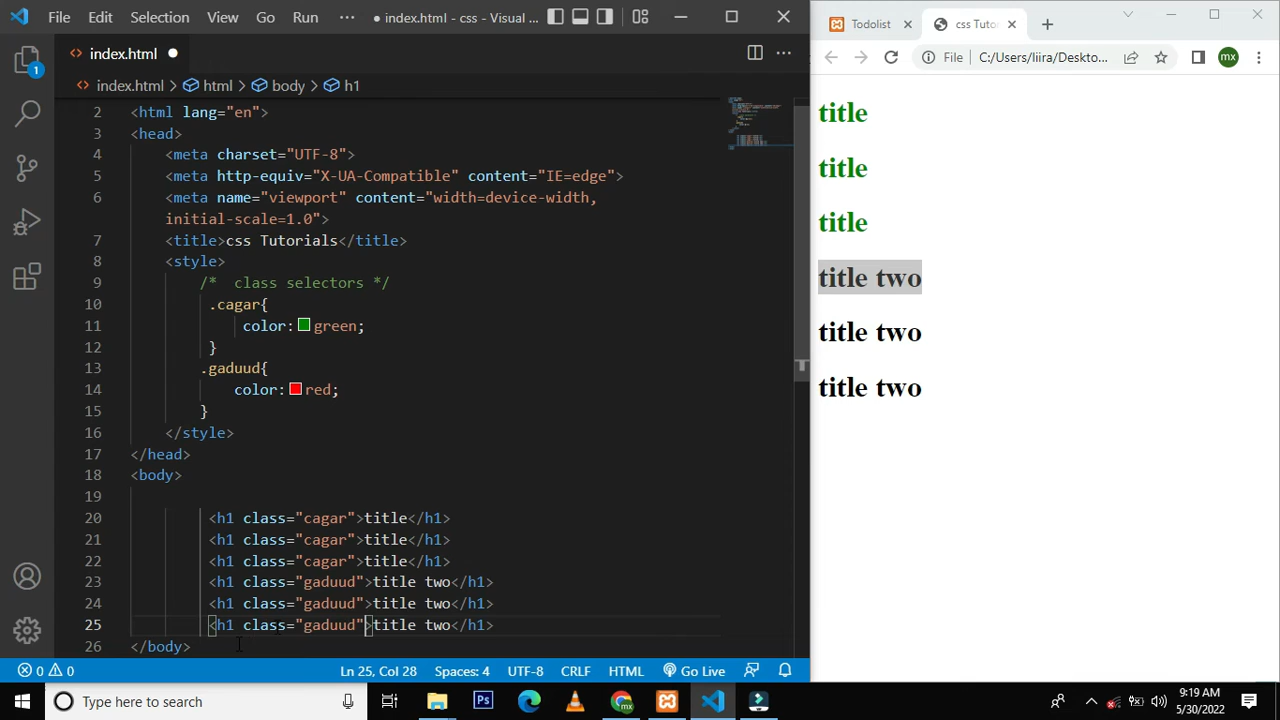 File Edit Selection View Go Run ··· ● index.html - css - Visual ...
index.html ●
index.html > html > body > h1
2 <html lang="en">
3 <head>
4 <meta charset="UTF-8">
5 <meta http-equiv="X-UA-Compatible" content="IE=edge">
6 <meta name="viewport" content="width=device-width,
initial-scale=1.0">
7 <title>css Tutorials</title>
8 <style>
9 /*  class selectors */
10 .cagar{
11 color:green;
12 }
13 .gaduud{
14 color:red;
15 }
16 </style>
17 </head>
18 <body>
19
20 <h1 class="cagar">title</h1>
21 <h1 class="cagar">title</h1>
22 <h1 class="cagar">title</h1>
23 <h1 class="gaduud">title two</h1>
24 <h1 class="gaduud">title two</h1>
25 <h1 class="gaduud">title two</h1>
26 </body>
1
0 0 Ln 25, Col 28 Spaces: 4 UTF-8 CRLF HTML Go Live
Todolist css Tutor
File C:/Users/liira/Deskto... mx
title
title
title
title two
title two
title two
Type here to search
Ps
mx
9:19 AM
5/30/2022